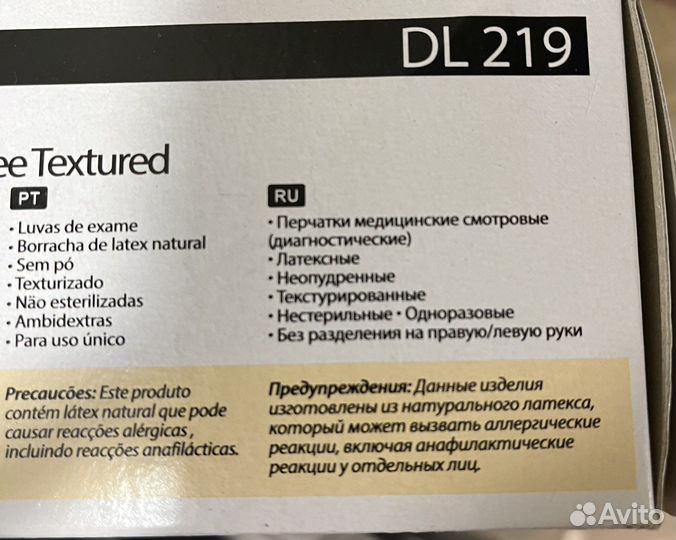 DL 219
ee Textured
PT
• Luvas de exame
• Borracha de latex natural
• Sem pó
• Texturizado
• Não esterilizadas
• Ambidextras
• Para uso único
Precaucões: Este produto
contém látex natural que pode
causar reacções alérgicas ,
incluindo reacções anafilácticas.
RU
• Перчатки медицинские смотровые
(диагностические)
• Латексные
• Неопудренные
• Текстурированные
• Нестерильные • Одноразовые
• Без разделения на правую/левую руки
Предупреждения: Данные изделия
изготовлены из натурального латекса,
который может вызвать аллергические
реакции, включая анафилактические
реакции у отдельных лиц.
Avito